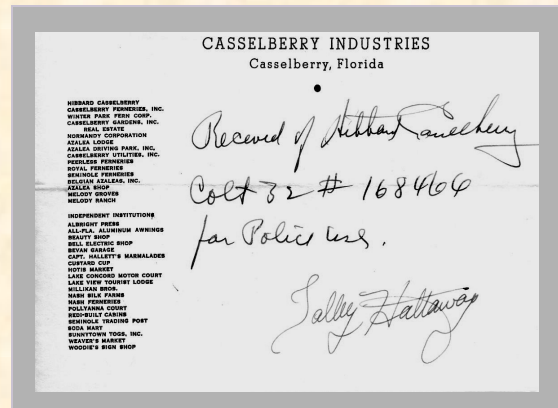 CASSELBERRY INDUSTRIES
Casselberry, Florida
HIBBARD CASSELBERRY
CASSELBERRY FERNERIES, INC.
WINTER PARK FERN CORP.
CASSELBERRY GARDENS, INC.
REAL ESTATE
NORMANDY CORPORATION
AZALEA LODGE
AZALEA DRIVING PARK, INC.
CASSELBERRY UTILITIES, INC.
PEERLESS FERNERIES
ROYAL FERNERIES
SEMINOLE FERNERIES
BELGIAN AZALEAS, INC.
AZALEA SHOP
MELODY GROVES
MELODY RANCH
INDEPENDENT INSTITUTIONS
ALBRIGHT PRESS
ALL-FLA. ALUMINUM AWNINGS
BEAUTY SHOP
BELL ELECTRIC SHOP
BEVAN GARAGE
CAPT. HALLETT'S MARMALADES
CUSTARD CUP
HOTIS MARKET
LAKE CONCORD MOTOR COURT
LAKE VIEW TOURIST LODGE
MILLIKAN BROS.
NASH SILK FARMS
NASH FERNERIES
POLLYANNA COURT
REID-BUILT CABINS
SEMINOLE TRADING POST
SODA MART
SUNNYTOWN TOGS, INC.
WEAVER'S MARKET
WOODIE'S SIGN SHOP
Received of Hibbard Casselberry
Colt 32 # 168464
for Police use.
Talley Hattaway